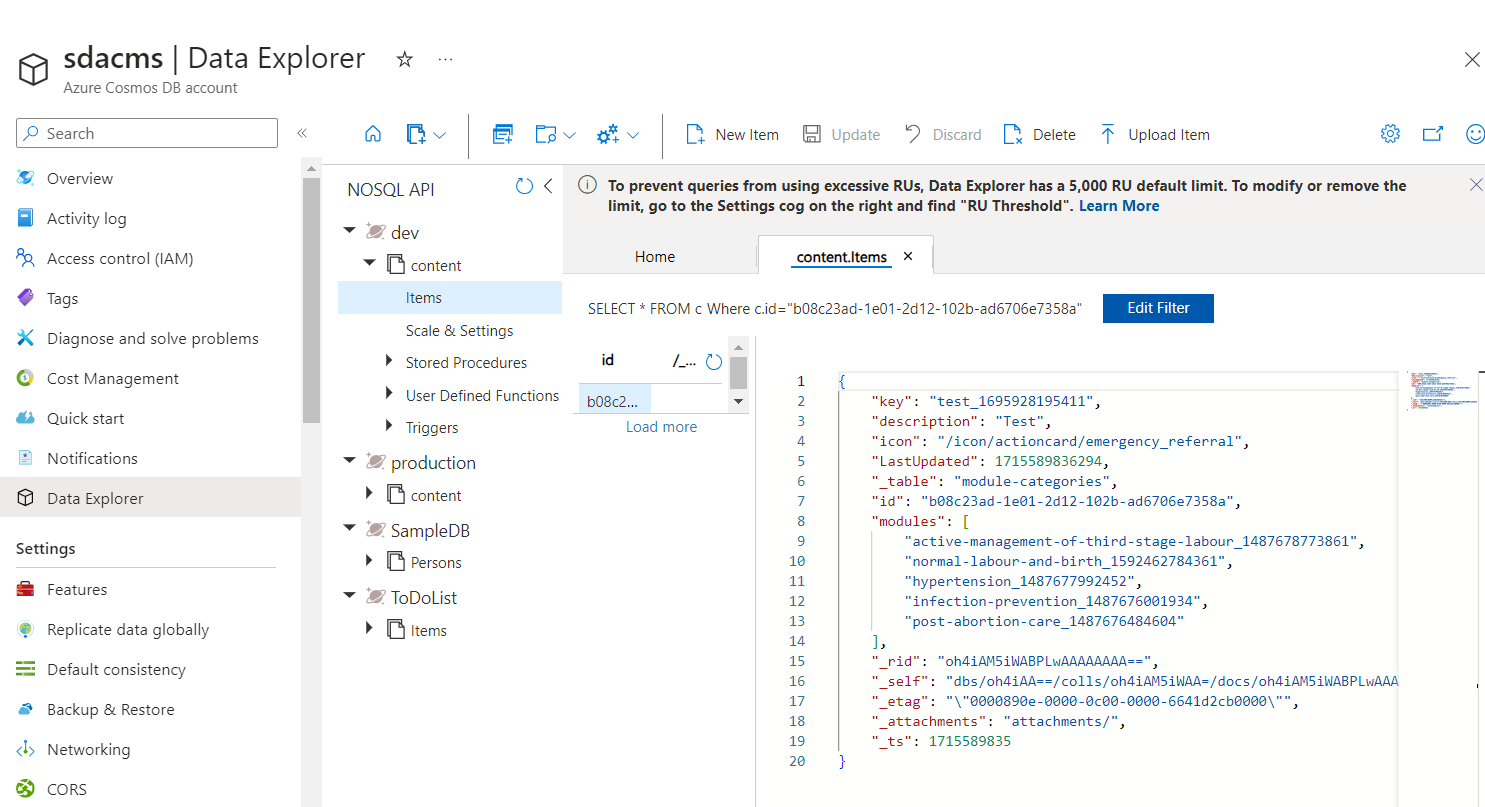 sdacms | Data Explorer
Azure Cosmos DB account
Search
Overview
Activity log
Access control (IAM)
Tags
Diagnose and solve problems
Cost Management
Quick start
Notifications
Data Explorer
Settings
Features
Replicate data globally
Default consistency
Backup & Restore
Networking
CORS
New Item
Update
Discard
Delete
Upload Item
NOSQL API
dev
content
Items
Scale & Settings
Stored Procedures
User Defined Functions
Triggers
production
content
SampleDB
Persons
ToDoList
Items
To prevent queries from using excessive RUs, Data Explorer has a 5,000 RU default limit. To modify or remove the
limit, go to the Settings cog on the right and find "RU Threshold". Learn More
Home
content.Items
SELECT * FROM c Where c.id="b08c23ad-1e01-2d12-102b-ad6706e7358a"
Edit Filter
id /_...
b08c2...
Load more
1 {
2 "key": "test_1695928195411",
3 "description": "Test",
4 "icon": "/icon/actioncard/emergency_referral",
5 "LastUpdated": 1715589836294,
6 "_table": "module-categories",
7 "id": "b08c23ad-1e01-2d12-102b-ad6706e7358a",
8 "modules": [
9 "active-management-of-third-stage-labour_1487678773861",
10 "normal-labour-and-birth_1592462784361",
11 "hypertension_1487677992452",
12 "infection-prevention_1487676001934",
13 "post-abortion-care_1487676484604"
14 ],
15 "_rid": "oh4iAM5iWABPLwAAAAAAAA==",
16 "_self": "dbs/oh4iAA==/colls/oh4iAM5iWAA=/docs/oh4iAM5iWABPLwAAA
17 "_etag": "\"0000890e-0000-0c00-0000-6641d2cb0000\"",
18 "_attachments": "attachments/",
19 "_ts": 1715589835
20 }